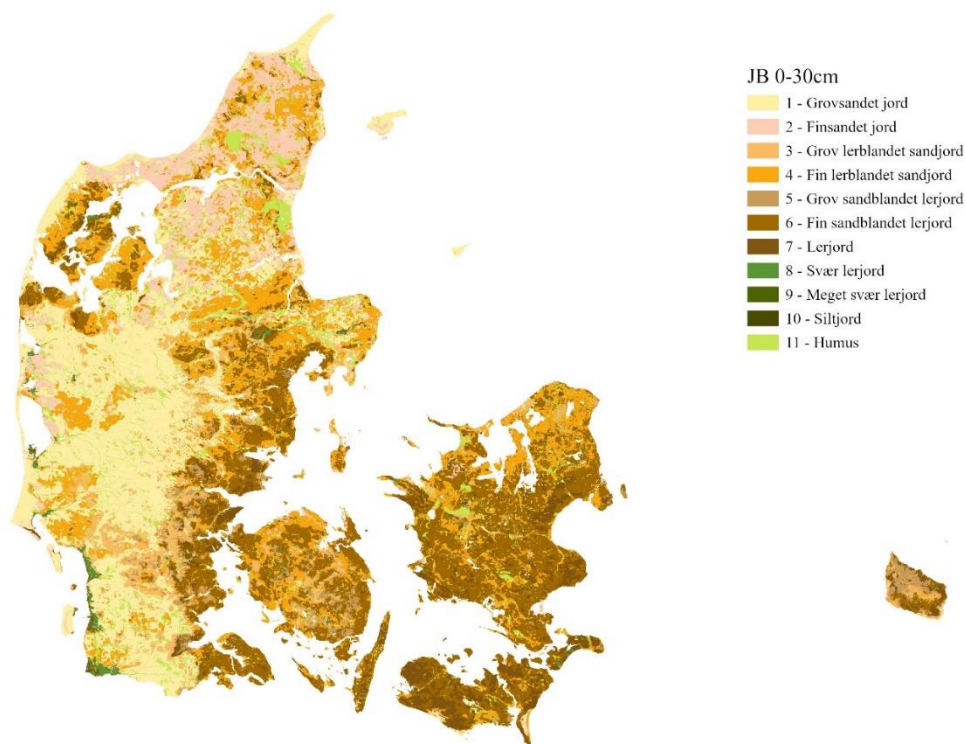 JB 0-30cm
1 - Grovsandet jord
2 - Finsandet jord
3 - Grov lerblandet sandjord
4 - Fin lerblandet sandjord
5 - Grov sandblandet lerjord
6 - Fin sandblandet lerjord
7 - Lerjord
8 - Svær lerjord
9 - Meget svær lerjord
10 - Siltjord
11 - Humus